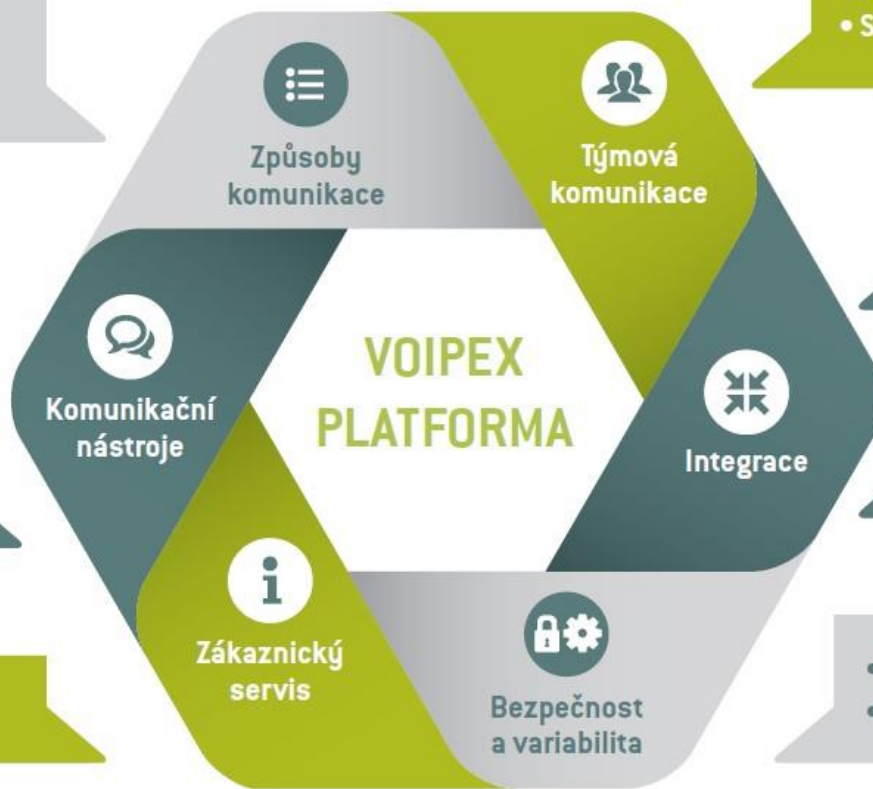 • S
Způsoby
komunikace
Týmová
komunikace
Komunikační
nástroje
VOIPEX
PLATFORMA
Integrace
Zákaznický
servis
Bezpečnost
a variabilita
•
•